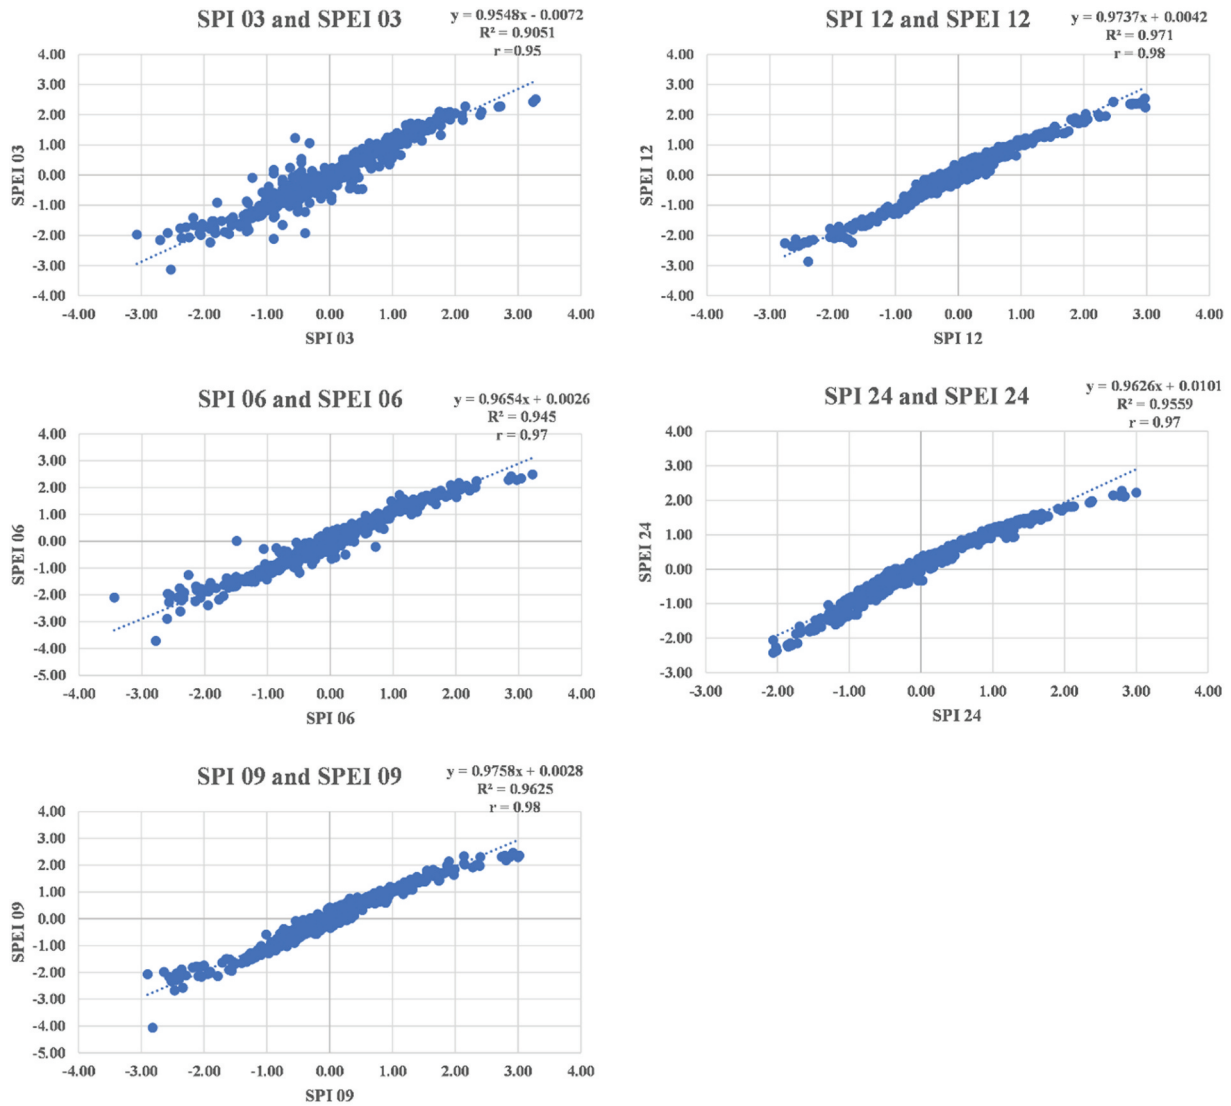 SPI 03 and SPEI 03
y = 0.9548x - 0.0072
R² = 0.9051
r =0.95
4.00
3.00
2.00
1.00
0.00
-1.00
-2.00
-3.00
-4.00
SPEI 03
-4.00 -3.00 -2.00 -1.00 0.00 1.00 2.00 3.00 4.00
SPI 03
SPI 12 and SPEI 12
y = 0.9737x + 0.0042
R² = 0.971
r = 0.98
4.00
3.00
2.00
1.00
0.00
-1.00
-2.00
-3.00
-4.00
SPEI 12
-4.00 -3.00 -2.00 -1.00 0.00 1.00 2.00 3.00 4.00
SPI 12
SPI 06 and SPEI 06
y = 0.9654x + 0.0026
R² = 0.945
r = 0.97
4.00
3.00
2.00
1.00
0.00
-1.00
-2.00
-3.00
-4.00
-5.00
SPEI 06
-4.00 -3.00 -2.00 -1.00 0.00 1.00 2.00 3.00 4.00
SPI 06
SPI 24 and SPEI 24
y = 0.9626x + 0.0101
R² = 0.9559
r = 0.97
4.00
3.00
2.00
1.00
0.00
-1.00
-2.00
-3.00
SPEI 24
-3.00 -2.00 -1.00 0.00 1.00 2.00 3.00 4.00
SPI 24
SPI 09 and SPEI 09
y = 0.9758x + 0.0028
R² = 0.9625
r = 0.98
4.00
3.00
2.00
1.00
0.00
-1.00
-2.00
-3.00
-4.00
-5.00
SPEI 09
-4.00 -3.00 -2.00 -1.00 0.00 1.00 2.00 3.00 4.00
SPI 09